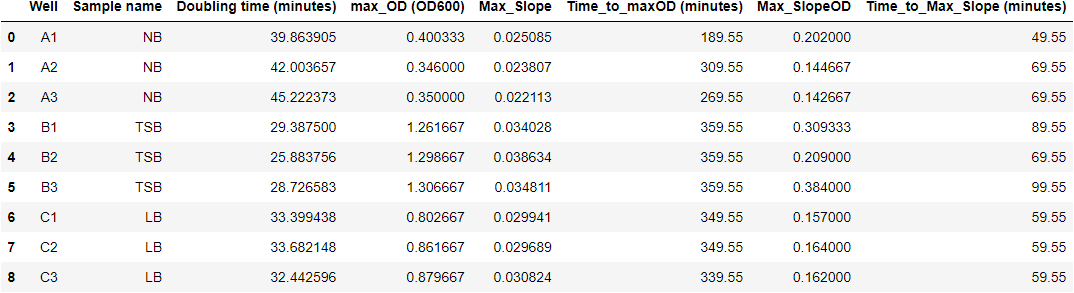 Well Sample name Doubling time (minutes) max_OD (OD600) Max_Slope Time_to_maxOD (minutes) Max_SlopeOD Time_to_Max_Slope (minutes)
0 A1 NB 39.863905 0.400333 0.025085 189.55 0.202000 49.55
1 A2 NB 42.003657 0.346000 0.023807 309.55 0.144667 69.55
2 A3 NB 45.222373 0.350000 0.022113 269.55 0.142667 69.55
3 B1 TSB 29.387500 1.261667 0.034028 359.55 0.309333 89.55
4 B2 TSB 25.883756 1.298667 0.038634 359.55 0.209000 69.55
5 B3 TSB 28.726583 1.306667 0.034811 359.55 0.384000 99.55
6 C1 LB 33.399438 0.802667 0.029941 349.55 0.157000 59.55
7 C2 LB 33.682148 0.861667 0.029689 349.55 0.164000 59.55
8 C3 LB 32.442596 0.879667 0.030824 339.55 0.162000 59.55